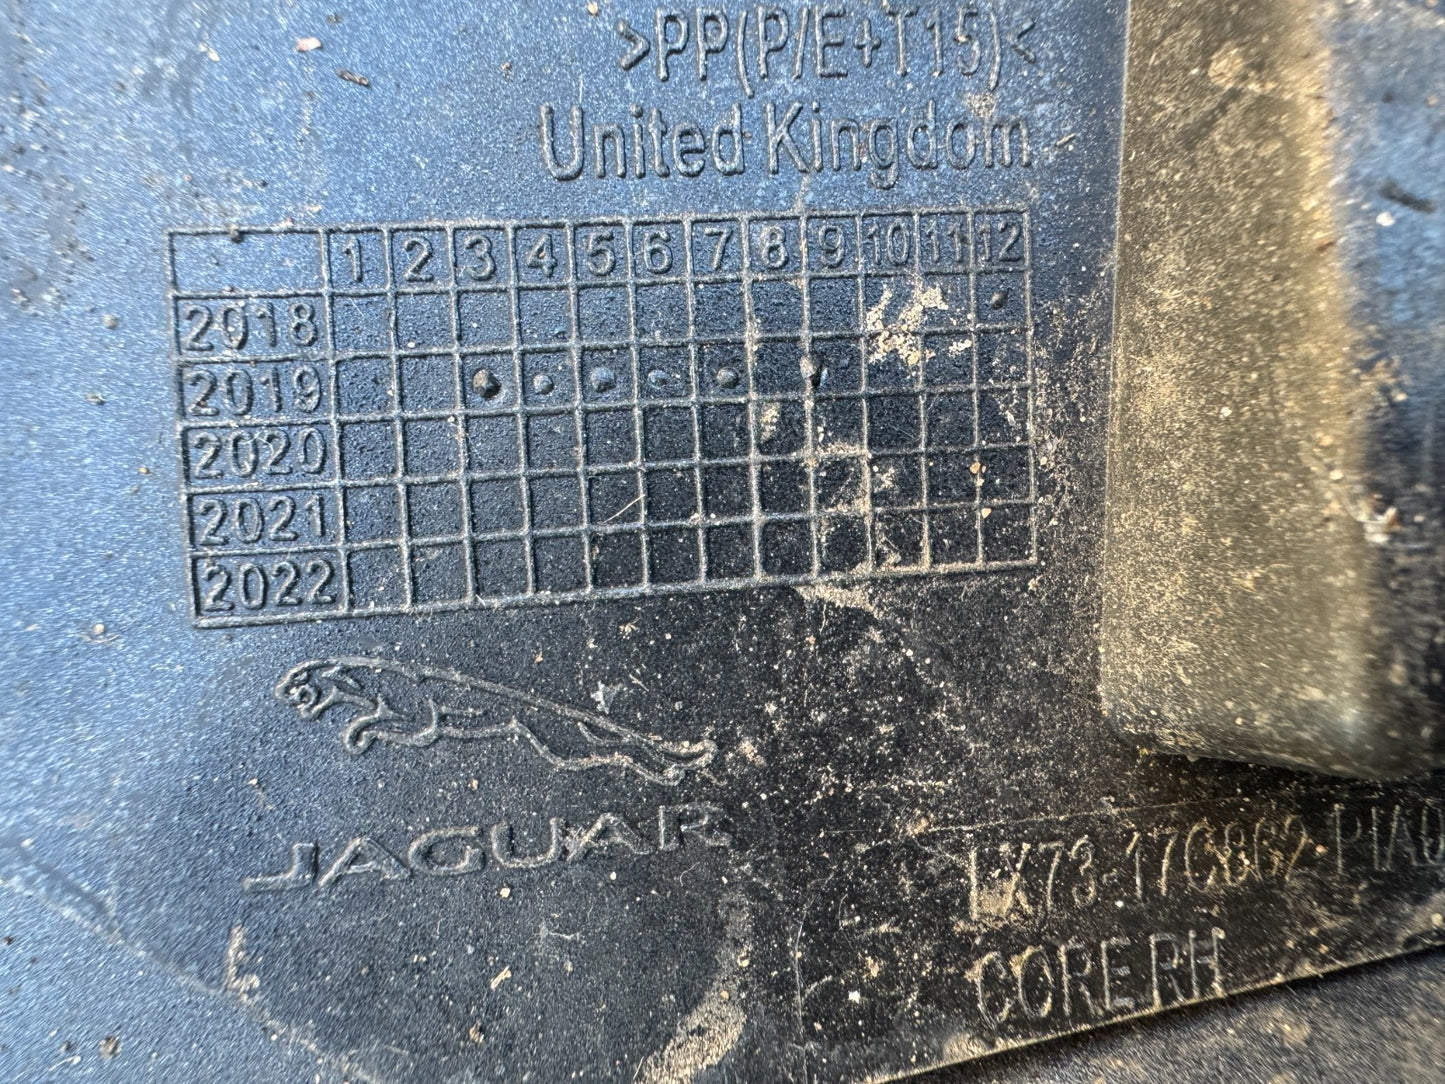 >PP(P/E+T15)<
United Kingdom
1 2 3 4 5 6 7 8 9 10 11 12
2018
2019
2020
2021
2022
JAGUAR
LX73-17C862-PIA0
CORE RH